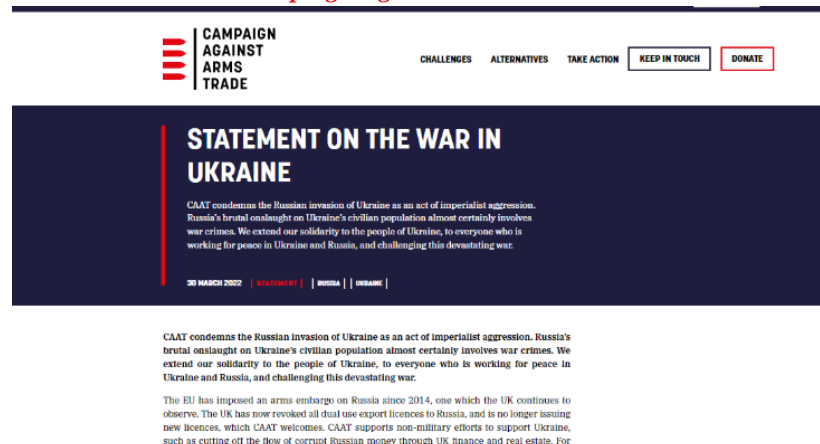 CAMPAIGN
AGAINST
ARMS
TRADE
CHALLENGES ALTERNATIVES TAKE ACTION KEEP IN TOUCH DONATE
STATEMENT ON THE WAR IN
UKRAINE
CAAT condemns the Russian invasion of Ukraine as an act of imperialist aggression.
Russia's brutal onslaught on Ukraine's civilian population almost certainly involves
war crimes. We extend our solidarity to the people of Ukraine, to everyone who is
working for peace in Ukraine and Russia, and challenging this devastating war.
30 MARCH 2022 | STATEMENT | | RUSSIA | | UKRAINE |
CAAT condemns the Russian invasion of Ukraine as an act of imperialist aggression. Russia's
brutal onslaught on Ukraine's civilian population almost certainly involves war crimes. We
extend our solidarity to the people of Ukraine, to everyone who is working for peace in
Ukraine and Russia, and challenging this devastating war.
The EU has imposed an arms embargo on Russia since 2014, one which the UK continues to
observe. The UK has now revoked all dual use export licences to Russia, and is no longer issuing
new licences, which CAAT welcomes. CAAT supports non-military efforts to support Ukraine,
such as cutting off the flow of corrupt Russian money through UK finance and real estate. For